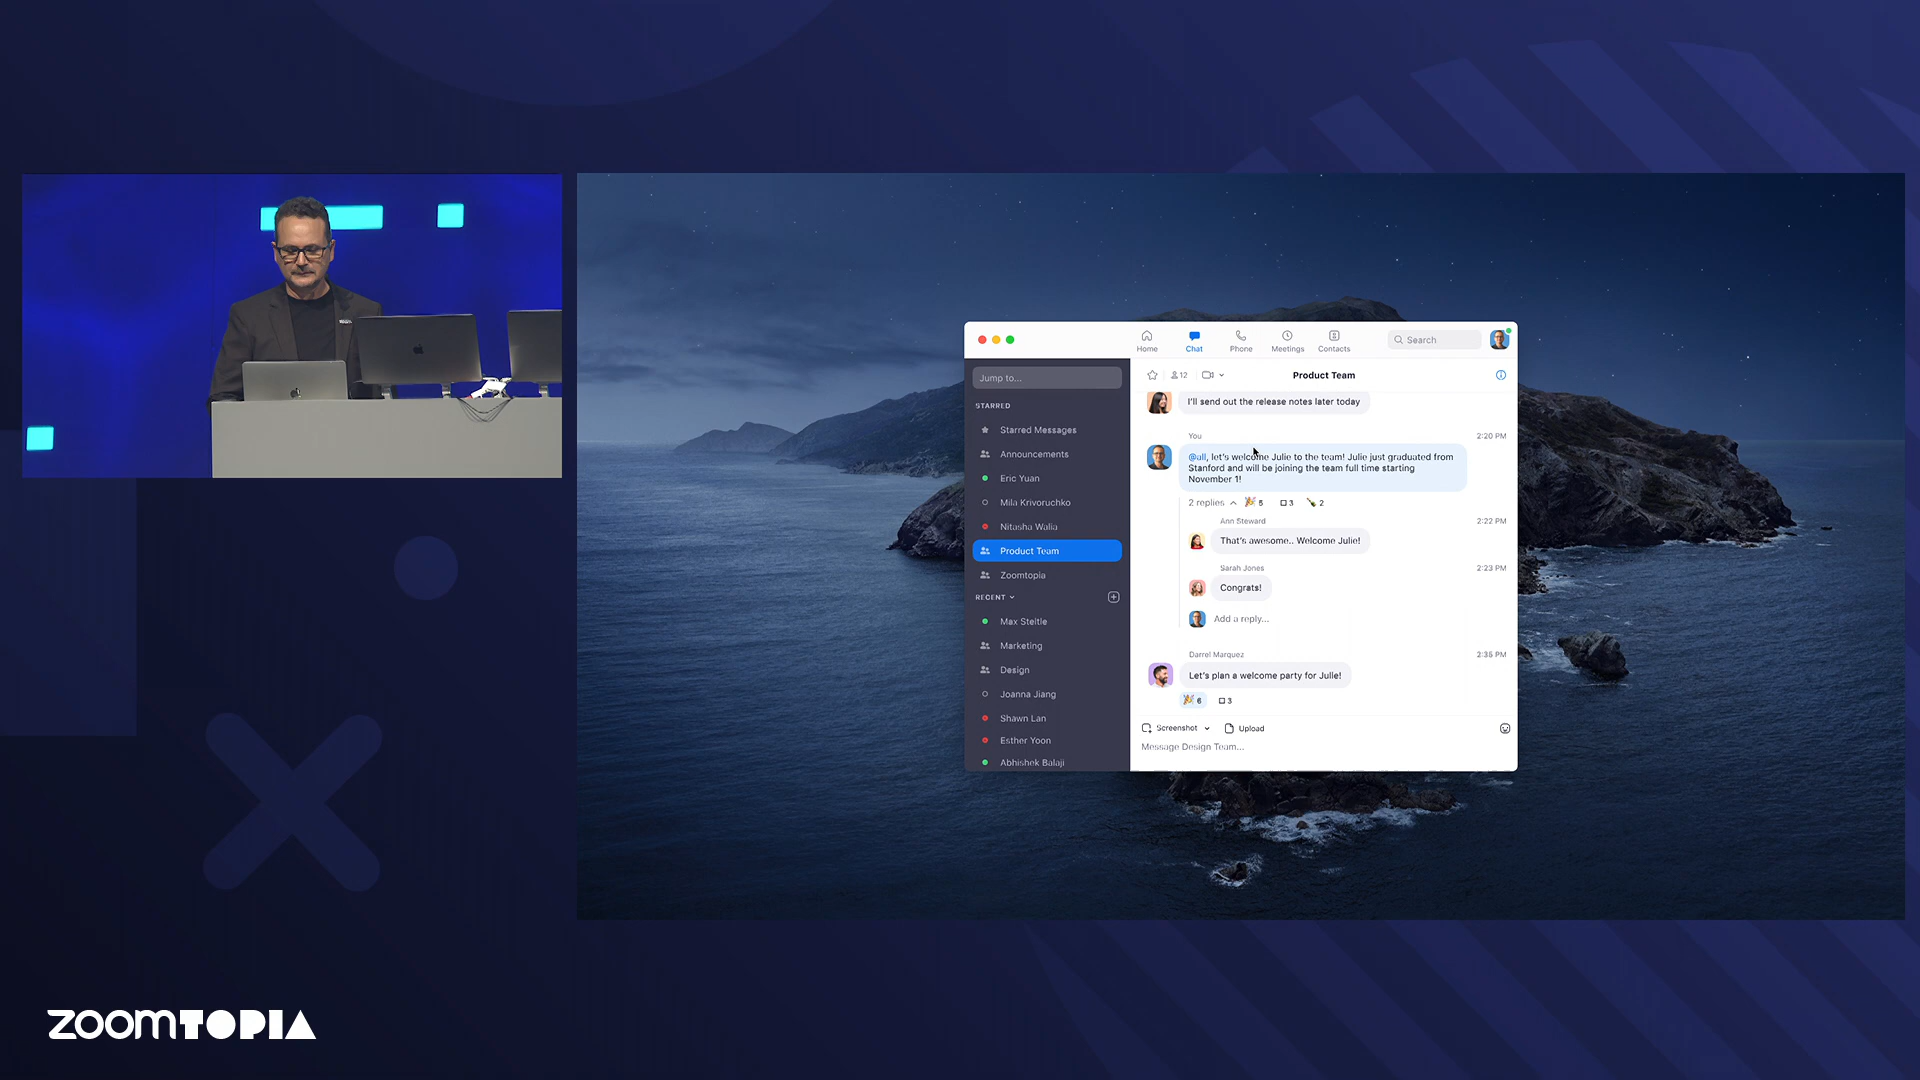 Home
Chat
Phone
Meetings
Contacts
Search
Jump to...
STARRED
Starred Messages
Announcements
Eric Yuan
Mila Krivoruchko
Nitasha Walia
Product Team
Zoomtopia
RECENT
Max Steitle
Marketing
Design
Joanna Jiang
Shawn Lan
Esther Yoon
Abhishek Balaji
12
Product Team
I'll send out the release notes later today
You
2:20 PM
@all, let's welcome Julie to the team! Julie just graduated from
Stanford and will be joining the team full time starting
November 1!
2 replies
5
3
2
Ann Steward
2:22 PM
That's awesome.. Welcome Julie!
Sarah Jones
2:23 PM
Congrats!
Add a reply...
Darrel Marquez
2:35 PM
Let's plan a welcome party for Julie!
6
3
Screenshot
Upload
Message Design Team...
ZOOMTOPIA